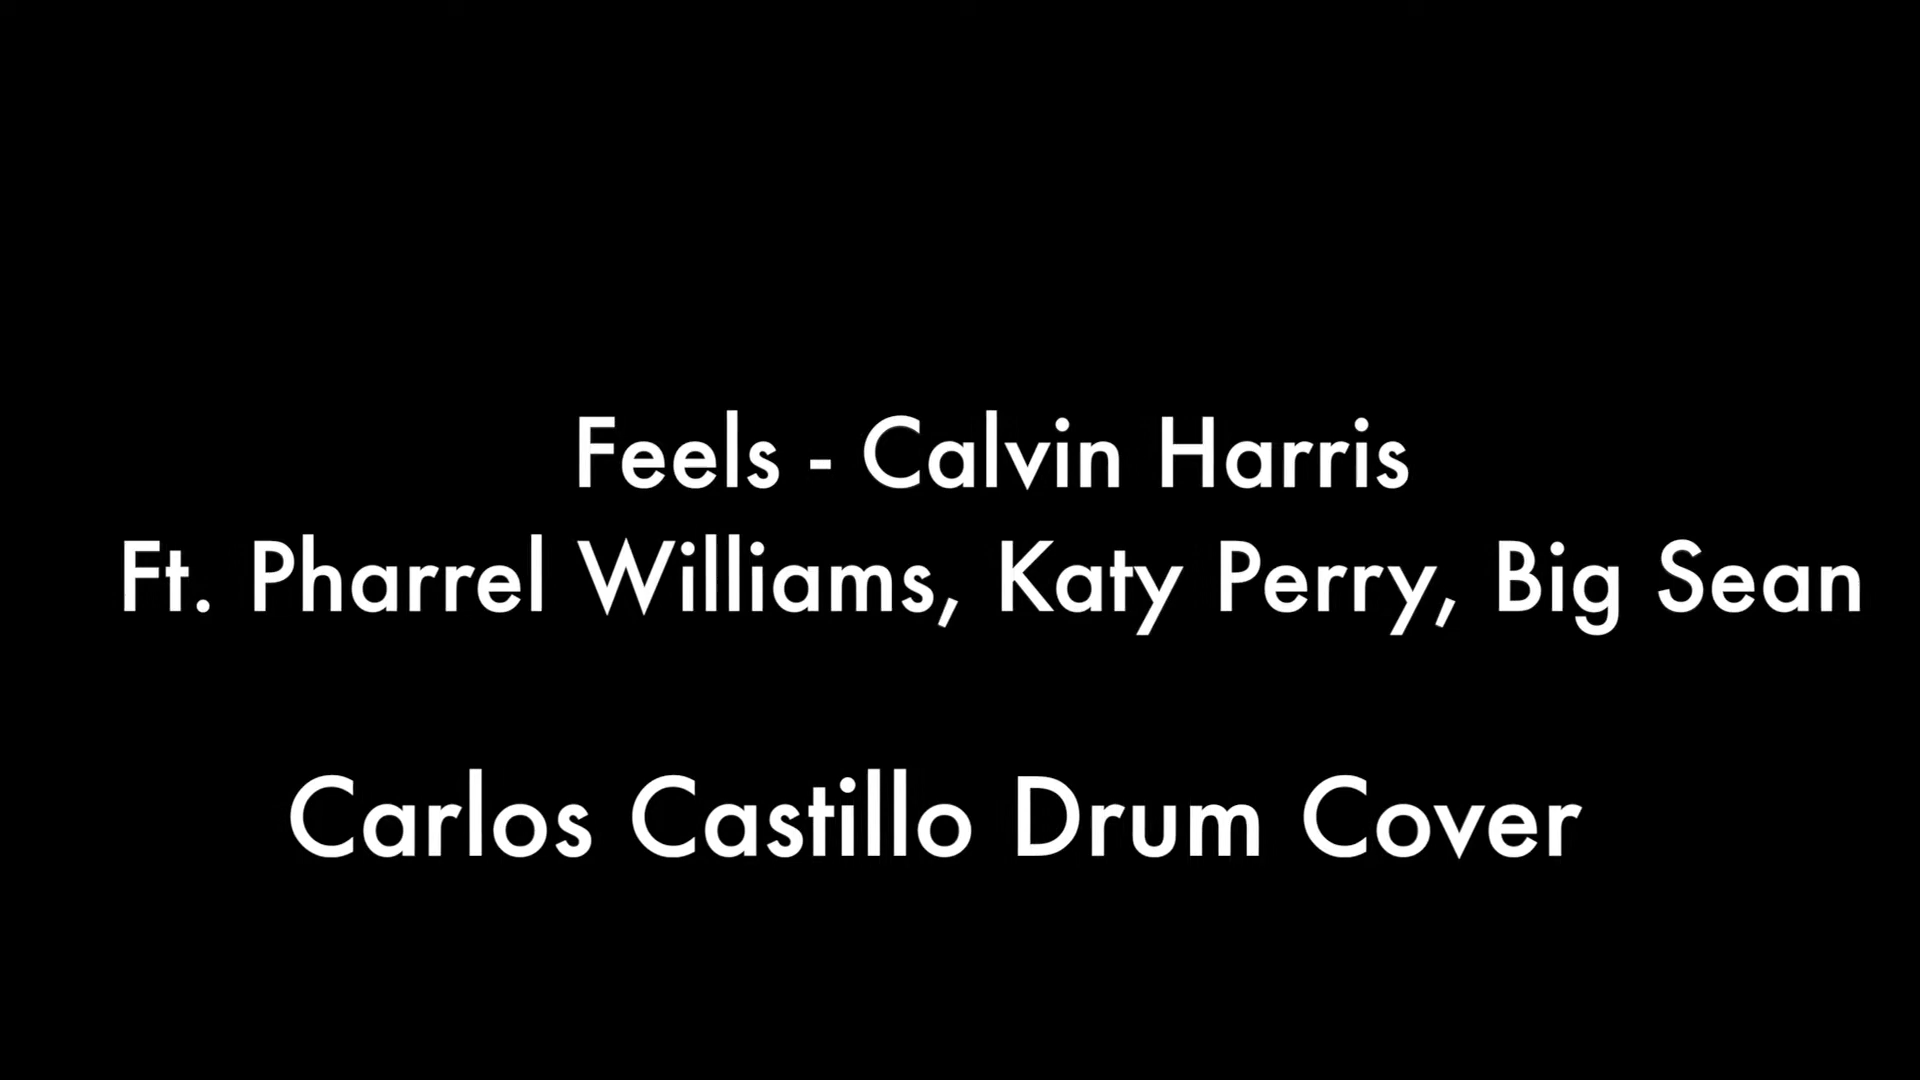 Feels - Calvin Harris
Ft. Pharrel Williams, Katy Perry, Big Sean
Carlos Castillo Drum Cover